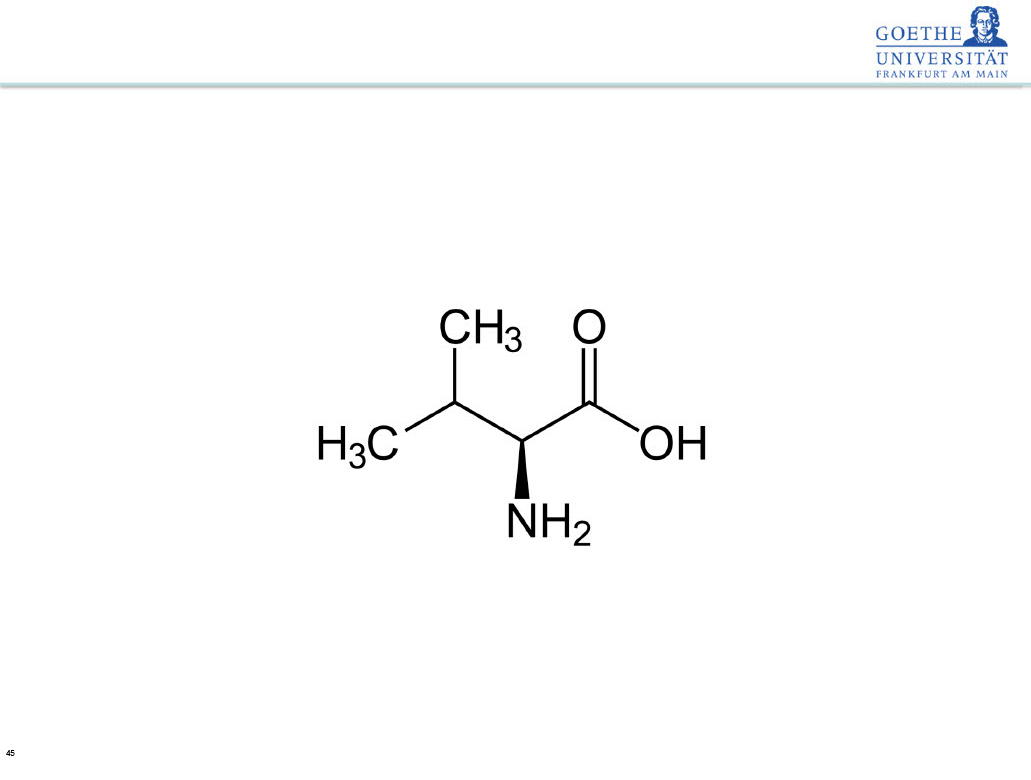 GOETHE
UNIVERSITÄT
FRANKFURT AM MAIN
CH3 O
H3C OH
NH2
45